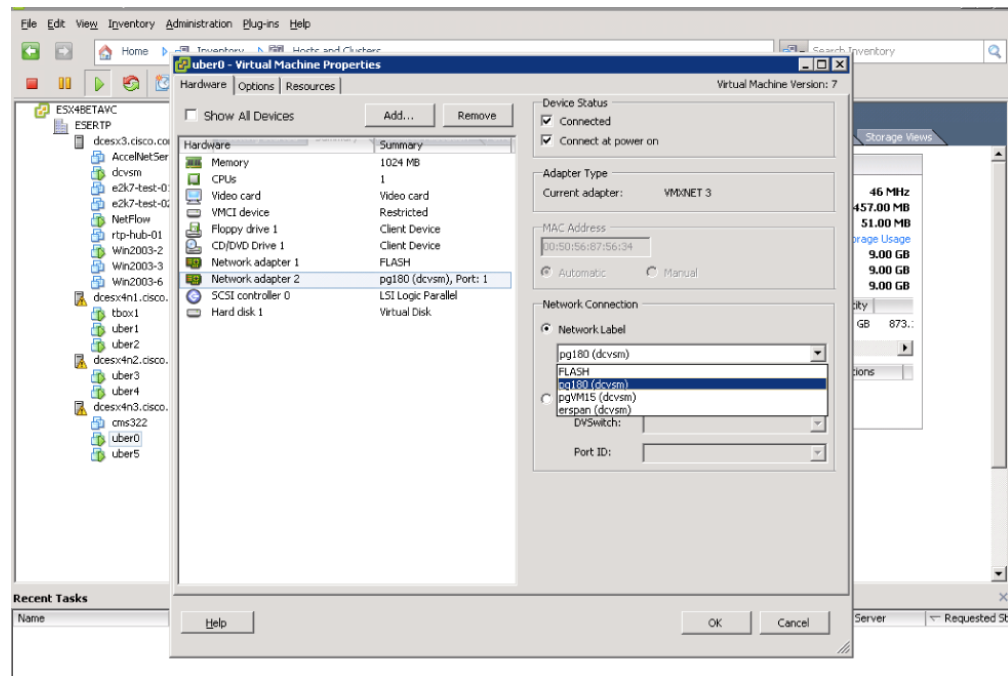 File Edit View Inventory Administration Plug-ins Help
Home Inventory Hosts and Clusters Search Inventory
uber0 - Virtual Machine Properties
Hardware Options Resources Virtual Machine Version: 7
Show All Devices Add... Remove
Hardware Summary
Memory 1024 MB
CPUs 1
Video card Video card
VMCI device Restricted
Floppy drive 1 Client Device
CD/DVD Drive 1 Client Device
Network adapter 1 FLASH
Network adapter 2 pg180 (dcvsm), Port: 1
SCSI controller 0 LSI Logic Parallel
Hard disk 1 Virtual Disk
Device Status
Connected
Connect at power on
Adapter Type
Current adapter: VMXNET 3
MAC Address
00:50:56:87:56:34
Automatic Manual
Network Connection
Network Label
pg180 (dcvsm)
FLASH
pg180 (dcvsm)
pgVM15 (dcvsm)
erspan (dcvsm)
DVSwitch:
Port ID:
Help OK Cancel
ESX4BETAVC
ESERTP
dcesx3.cisco.co
AccelNetSer
dcvsm
e2k7-test-0
e2k7-test-02
NetFlow
rtp-hub-01
Win2003-2
Win2003-3
Win2003-6
dcesx4n1.cisco.
tbox1
uber1
uber2
dcesx4n2.cisco.
uber3
uber4
dcesx4n3.cisco.
cms322
uber0
uber5
Storage Views
46 MHz
457.00 MB
51.00 MB
orage Usage
9.00 GB
9.00 GB
9.00 GB
GB 873.
Recent Tasks
Name Server Requested St